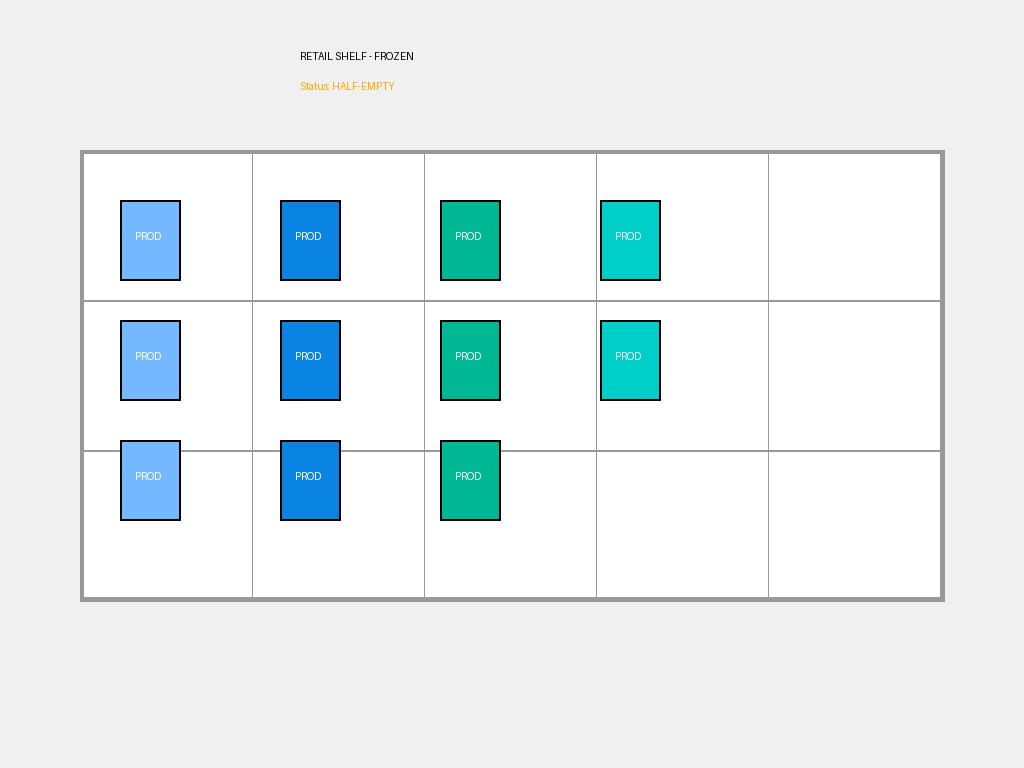 RETAIL SHELF - FROZEN
Status: HALF-EMPTY
PROD PROD PROD PROD
PROD PROD PROD PROD
PROD PROD PROD